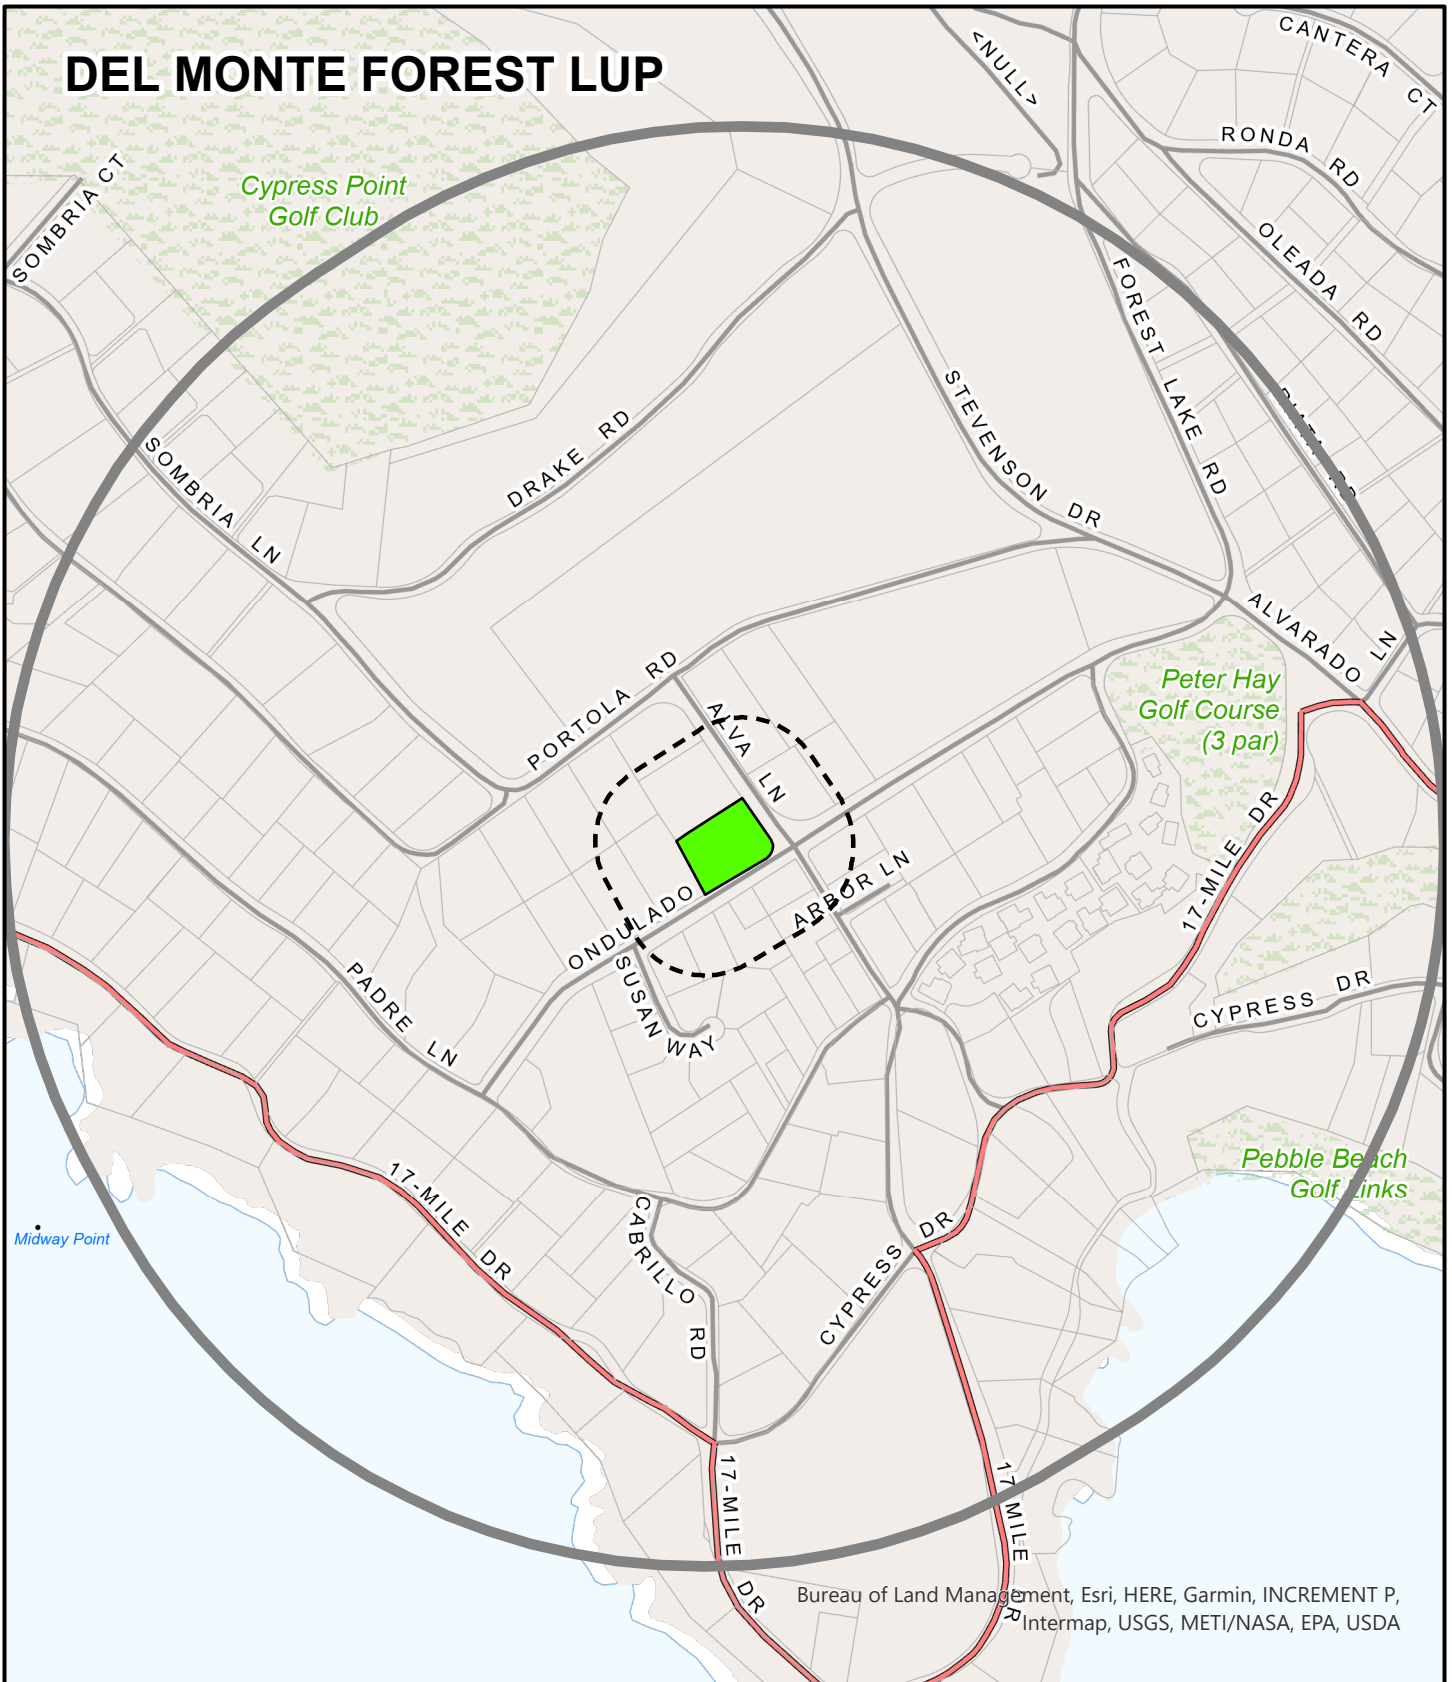 DEL MONTE FOREST LUP
<NULL>
CANTERA CT
RONDA RD
SOMBRIA CT
Cypress Point
Golf Club
OLEADA RD
FOREST LAKE RD
STEVENSON DR
DRAKE RD
SOMBRIA LN
RD
ALVARADO LN
PORTOLA RD
Peter Hay
Golf Course
(3 par)
ALVA LN
17-MILE DR
ARBOR LN
ONDULADO
SUSAN WAY
PADRE LN
CYPRESS DR
Pebble Beach
Golf Links
17-MILE DR
Midway Point
CABRILLO RD
CYPRESS DR
17-MILE DR
17-MILE DR
Bureau of Land Management, Esri, HERE, Garmin, INCREMENT P,
Intermap, USGS, METI/NASA, EPA, USDA